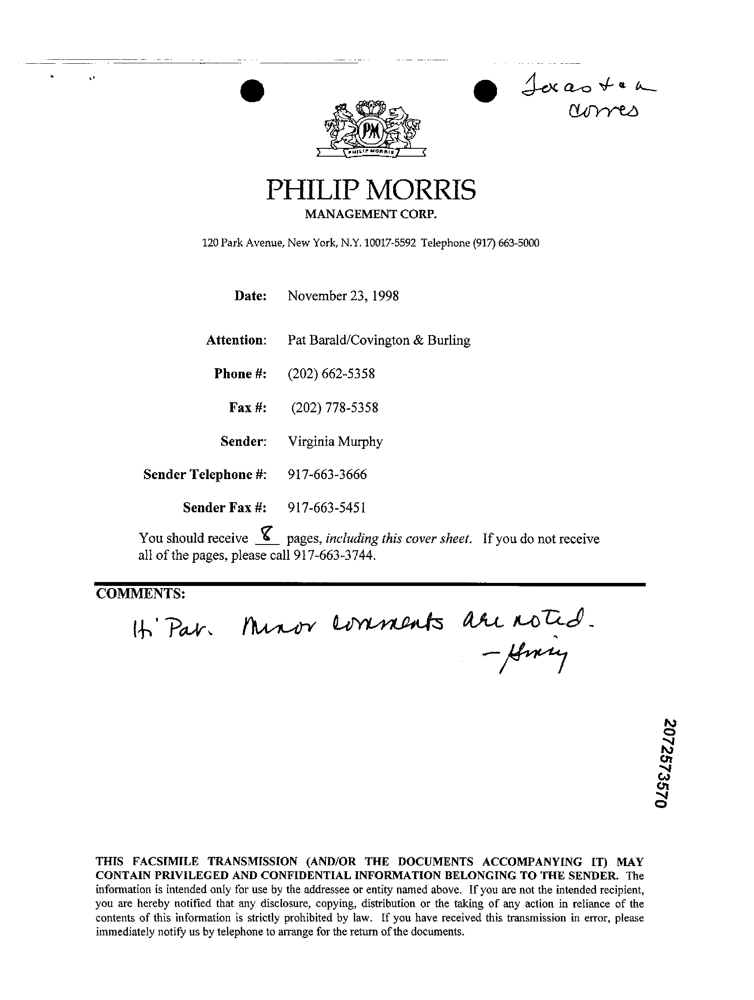 corres
PM
PHILIP MORRIS
PHILIP MORRIS
MANAGEMENT CORP.
120 Park Avenue, New York, N.Y. 10017-5592 Telephone (917) 663-5000
Date: November 23, 1998
Attention: Pat Barald/Covington & Burling
Phone #: (202) 662-5358
Fax #: (202) 778-5358
Sender: Virginia Murphy
Sender Telephone #: 917-663-3666
Sender Fax #: 917-663-5451
You should receive 8 pages, including this cover sheet. If you do not receive
all of the pages, please call 917-663-3744.
COMMENTS:
Hi Pat. Minor comments are noted.
2072573570
THIS FACSIMILE TRANSMISSION (AND/OR THE DOCUMENTS ACCOMPANYING IT) MAY
CONTAIN PRIVILEGED AND CONFIDENTIAL INFORMATION BELONGING TO THE SENDER. The
information is intended only for use by the addressee or entity named above. If you are not the intended recipient,
you are hereby notified that any disclosure, copying, distribution or the taking of any action in reliance of the
contents of this information is strictly prohibited by law. If you have received this transmission in error, please
immediately notify us by telephone to arrange for the return of the documents.